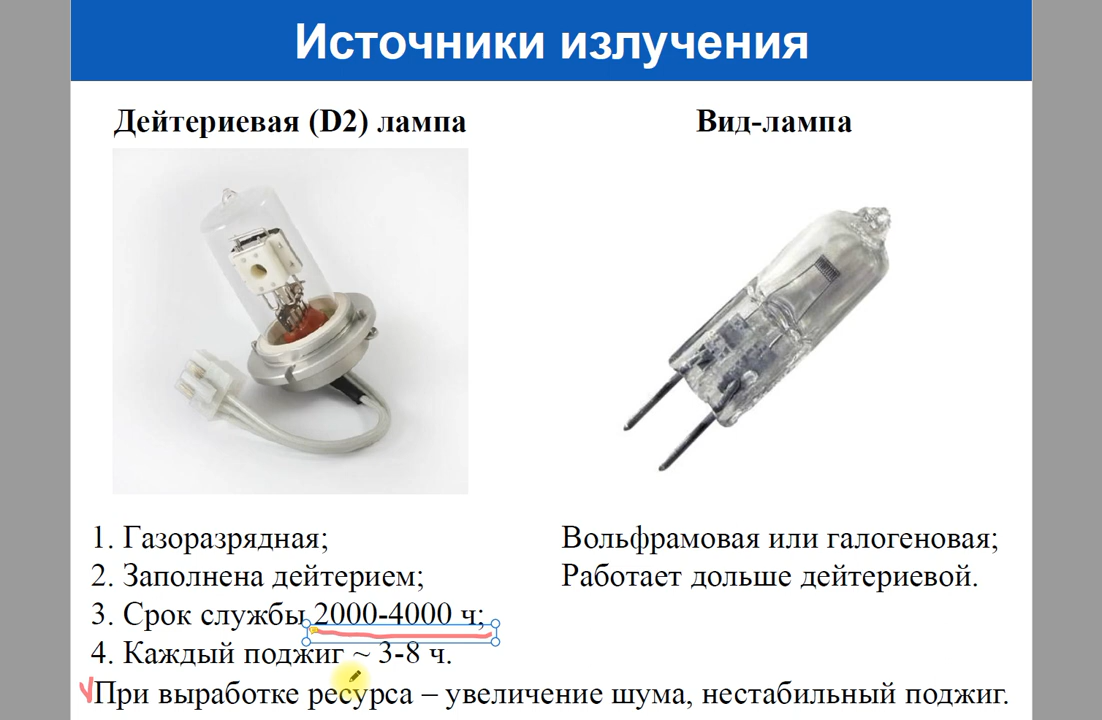 Источники излучения
Дейтериевая (D2) лампа
Вид-лампа
1. Газоразрядная;
2. Заполнена дейтерием;
3. Срок службы 2000-4000 ч;
4. Каждый поджиг ~ 3-8 ч.
Вольфрамовая или галогеновая;
Работает дольше дейтериевой.
При выработке ресурса – увеличение шума, нестабильный поджиг.